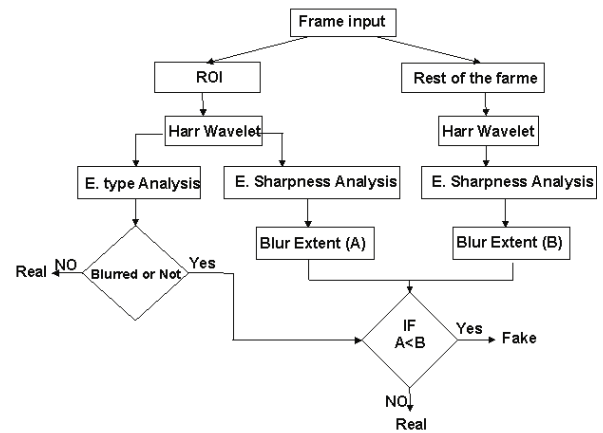 Frame input
ROI
Rest of the farme
Harr Wavelet
Harr Wavelet
E. type Analysis
E. Sharpness Analysis
E. Sharpness Analysis
Blur Extent (A)
Blur Extent (B)
Real
NO
Blurred or Not
Yes
IF
A<B
Yes
Fake
NO
Real